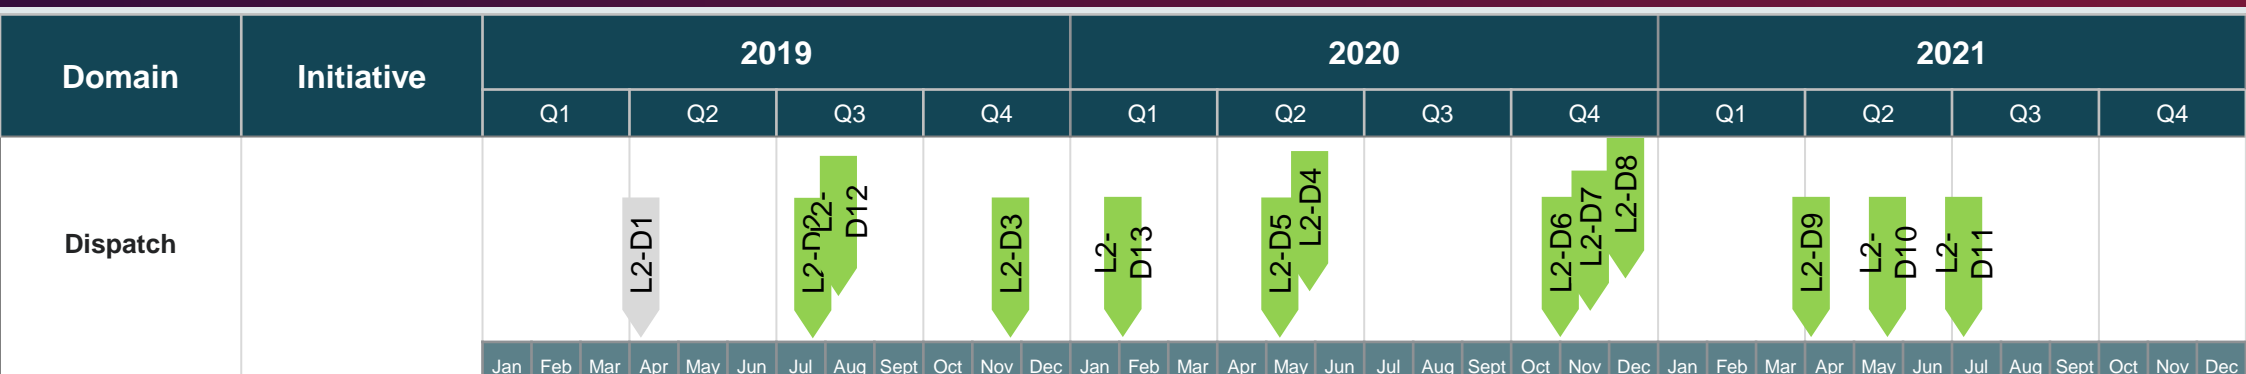 Domain Initiative 2019 2020 2021
Q1 Q2 Q3 Q4 Q1 Q2 Q3 Q4 Q1 Q2 Q3 Q4
Dispatch
L2-D1
L2-D2
L2-
D12
L2-D3
L2-
D13
L2-D5
L2-D4
L2-D6
L2-D7
L2-D8
L2-D9
L2-
D10
L2-
D11
Jan Feb Mar Apr May Jun Jul Aug Sept Oct Nov Dec Jan Feb Mar Apr May Jun Jul Aug Sept Oct Nov Dec Jan Feb Mar Apr May Jun Jul Aug Sept Oct Nov Dec